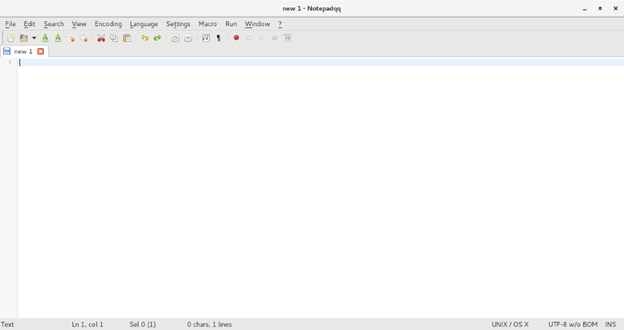 new 1 - Notepadqq
File Edit Search View Encoding Language Settings Macro Run Window ?
new 1
1
Text Ln 1, col 1 Sel 0 (1) 0 chars, 1 lines UNIX / OS X UTF-8 w/o BOM INS